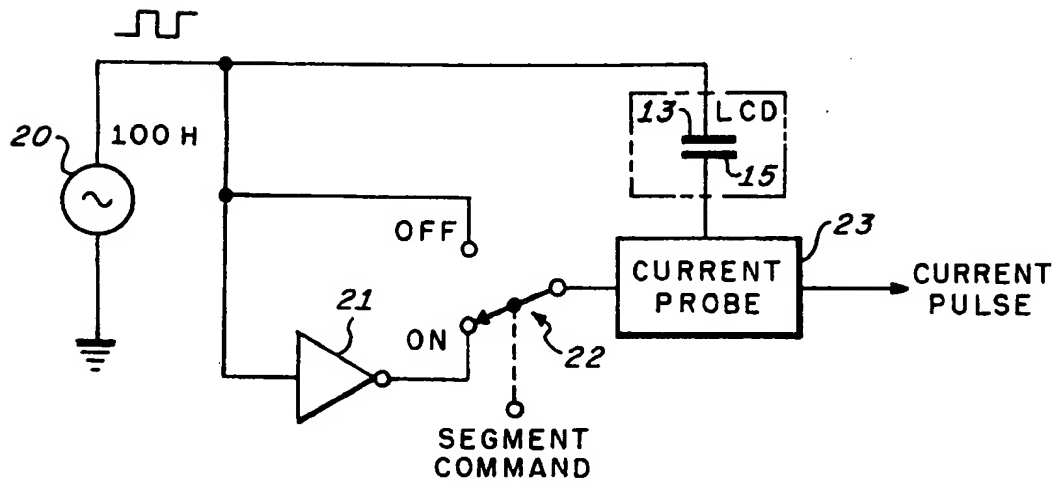 20
100 H
13
LCD
15
OFF
23
CURRENT
PROBE
CURRENT
PULSE
21
ON
22
SEGMENT
COMMAND